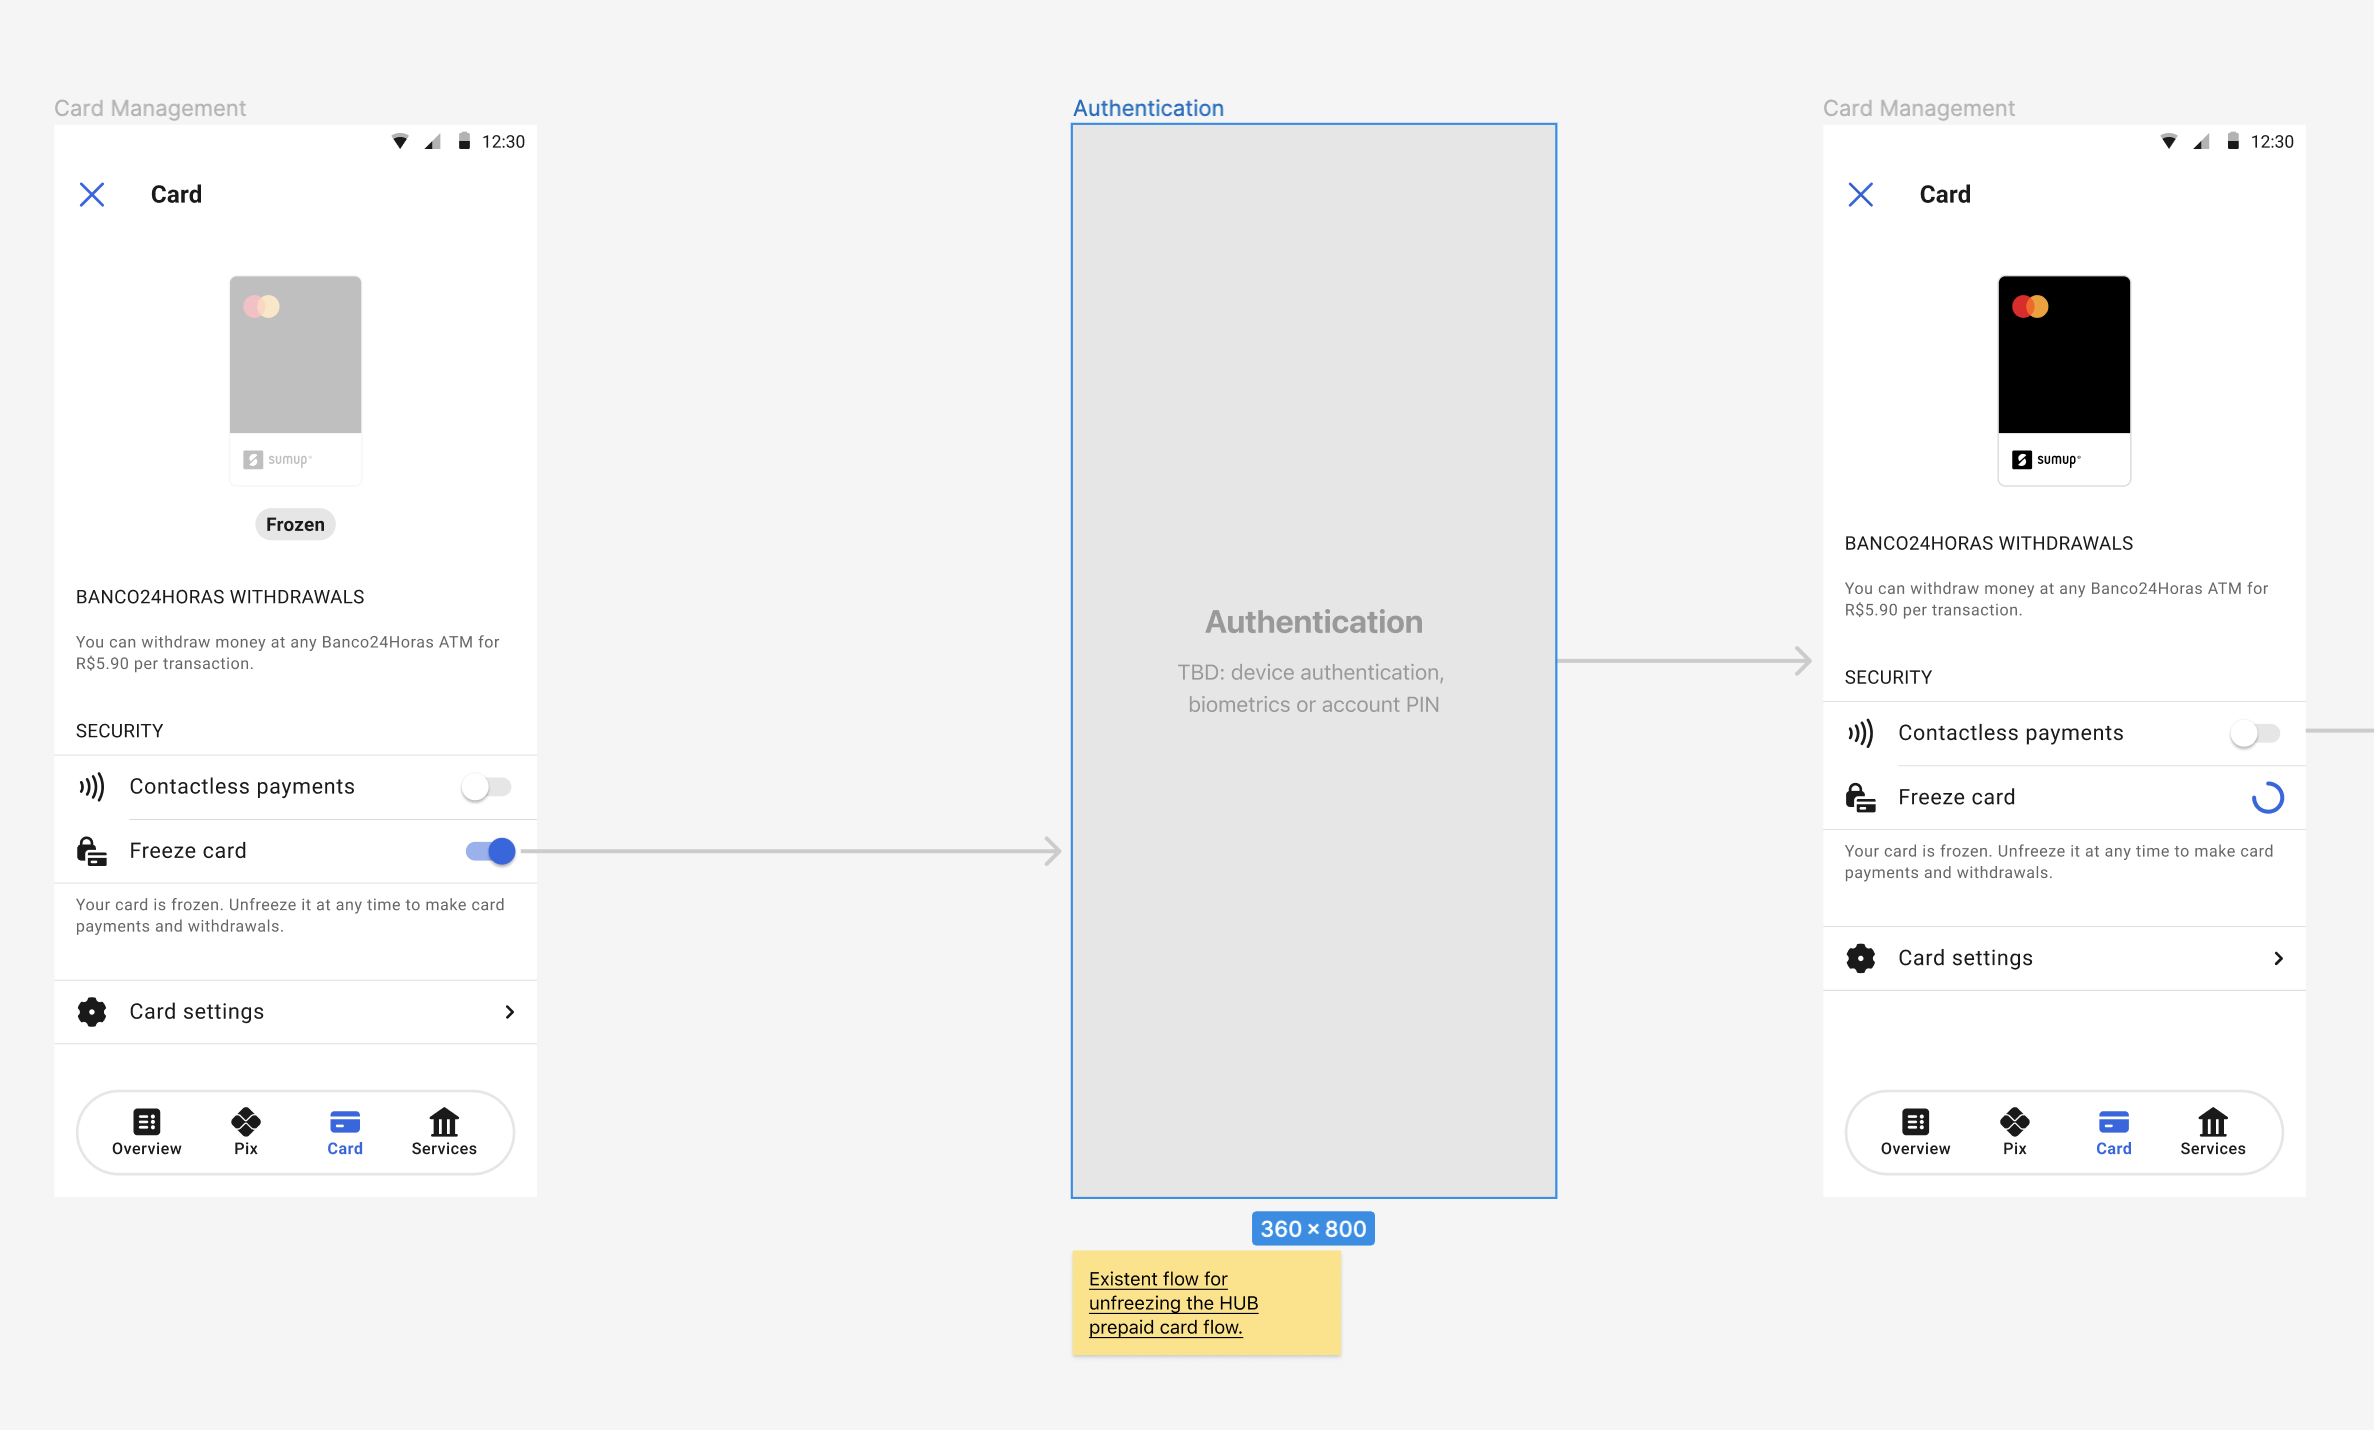 Card Management
12:30
Card
sumup®
Frozen
BANCO24HORAS WITHDRAWALS
You can withdraw money at any Banco24Horas ATM for
R$5.90 per transaction.
SECURITY
Contactless payments
Freeze card
Your card is frozen. Unfreeze it at any time to make card
payments and withdrawals.
Card settings
Overview
Pix
Card
Services
Authentication
Authentication
TBD: device authentication,
biometrics or account PIN
360 × 800
Existent flow for
unfreezing the HUB
prepaid card flow.
Card Management
12:30
Card
sumup®
BANCO24HORAS WITHDRAWALS
You can withdraw money at any Banco24Horas ATM for
R$5.90 per transaction.
SECURITY
Contactless payments
Freeze card
Your card is frozen. Unfreeze it at any time to make card
payments and withdrawals.
Card settings
Overview
Pix
Card
Services